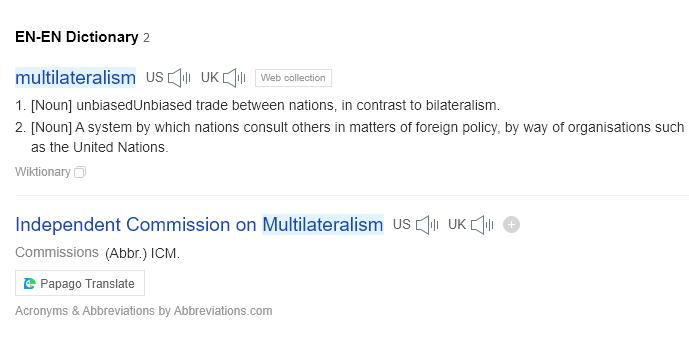 EN-EN Dictionary 2
multilateralism US UK Web collection
1. [Noun] unbiasedUnbiased trade between nations, in contrast to bilateralism.
2. [Noun] A system by which nations consult others in matters of foreign policy, by way of organisations such
as the United Nations.
Wiktionary
Independent Commission on Multilateralism US UK
Commissions (Abbr.) ICM.
Papago Translate
Acronyms & Abbreviations by Abbreviations.com